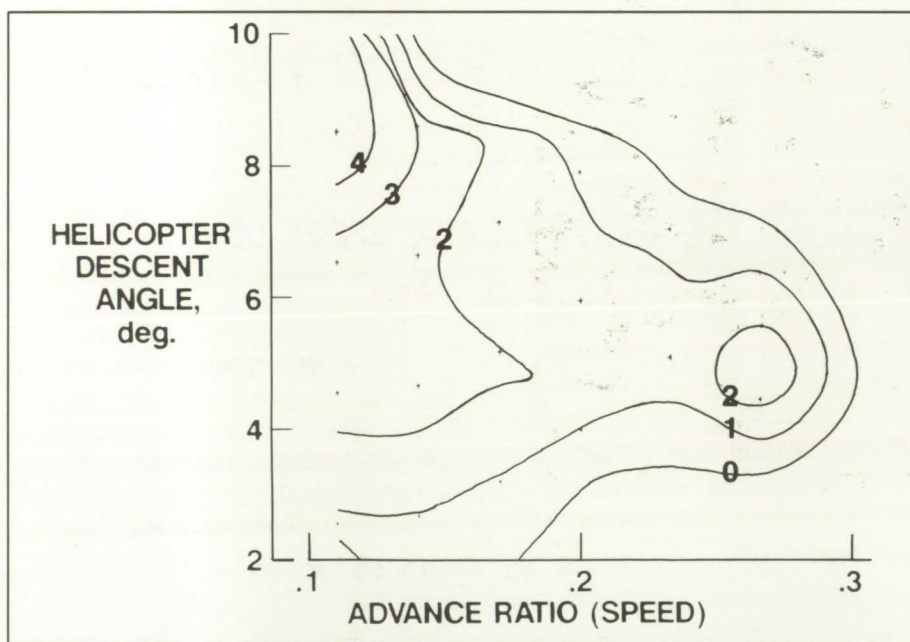 10
8
6
4
2
HELICOPTER
DESCENT
ANGLE,
deg.
4
3
2
2
1
0
.1
.2
.3
ADVANCE RATIO (SPEED)